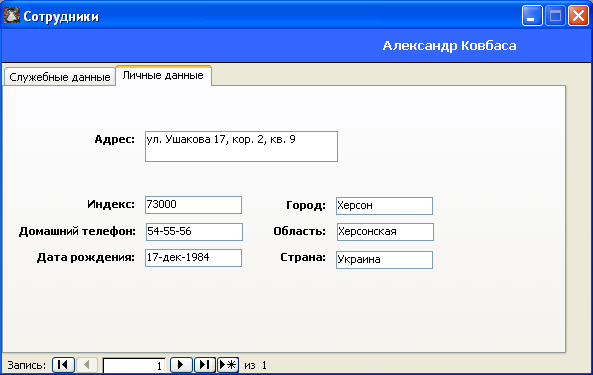 Сотрудники
Александр Ковбаса
Служебные данные Личные данные
Адрес: ул. Ушакова 17, кор. 2, кв. 9
Индекс: 73000 Город: Херсон
Домашний телефон: 54-55-56 Область: Херсонская
Дата рождения: 17-дек-1984 Страна: Украина
Запись: 1 из 1